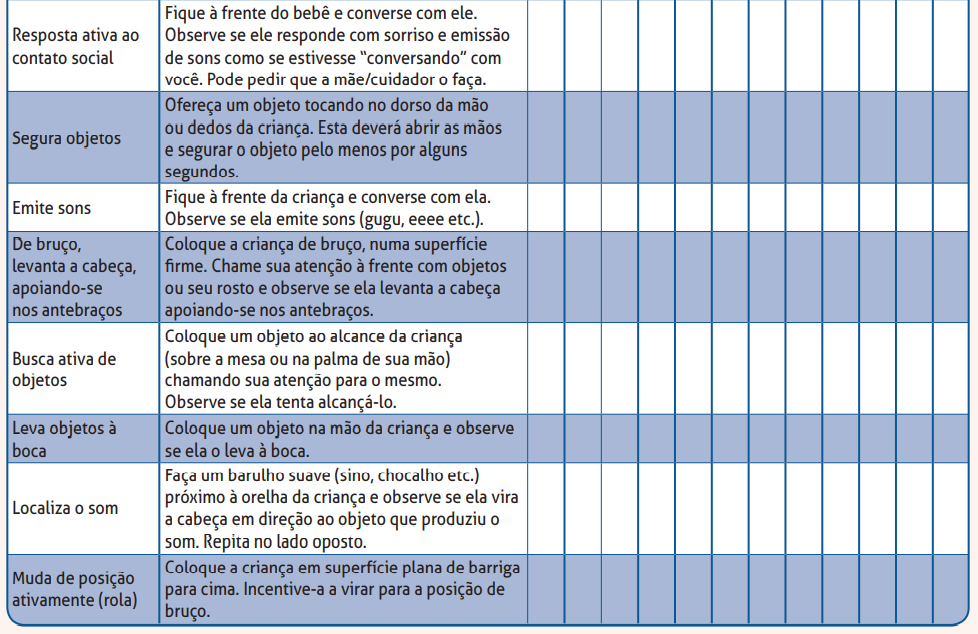 Resposta ativa ao
contato social
Fique à frente do bebê e converse com ele.
Observe se ele responde com sorriso e emissão
de sons como se estivesse “conversando” com
você. Pode pedir que a mãe/cuidador o faça.
Segura objetos
Ofereça um objeto tocando no dorso da mão
ou dedos da criança. Esta deverá abrir as mãos
e segurar o objeto pelo menos por alguns
segundos.
Emite sons
Fique à frente da criança e converse com ela.
Observe se ela emite sons (gugu, eeee etc.).
De bruço,
levanta a cabeça,
apoiando-se
nos antebraços
Coloque a criança de bruço, numa superfície
firme. Chame sua atenção à frente com objetos
ou seu rosto e observe se ela levanta a cabeça
apoiando-se nos antebraços.
Busca ativa de
objetos
Coloque um objeto ao alcance da criança
(sobre a mesa ou na palma de sua mão)
chamando sua atenção para o mesmo.
Observe se ela tenta alcançá-lo.
Leva objetos à
boca
Coloque um objeto na mão da criança e observe
se ela o leva à boca.
Localiza o som
Faça um barulho suave (sino, chocalho etc.)
próximo à orelha da criança e observe se ela vira
a cabeça em direção ao objeto que produziu o
som. Repita no lado oposto.
Muda de posição
ativamente (rola)
Coloque a criança em superfície plana de barriga
para cima. Incentive-a a virar para a posição de
bruço.